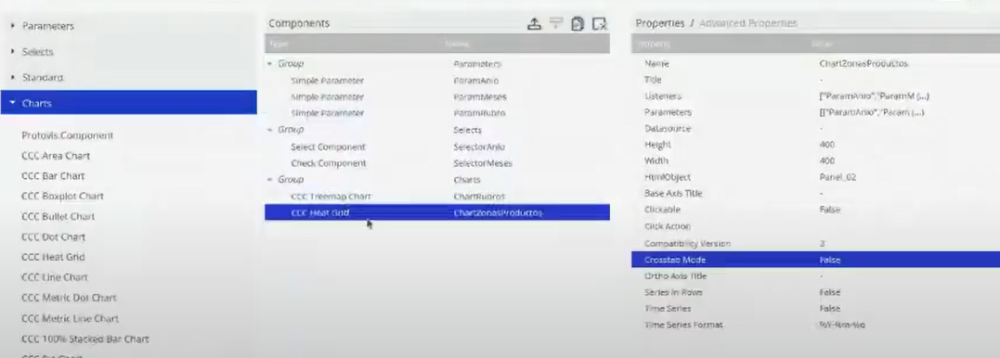 Parameters
Selects
Standard
Charts
Protovis Component
CCC Area Chart
CCC Bar Chart
CCC Boxplot Chart
CCC Bullet Chart
CCC Dot Chart
CCC Heat Grid
CCC Line Chart
CCC Metric Dot Chart
CCC Metric Line Chart
CCC 100% Stacked Bar Chart
Components
Type Name
Group Parameters
Simple Parameter ParamAnio
Simple Parameter ParamMeses
Simple Parameter ParamRubro
Group Selects
Select Component SelectorAnio
Check Component SelectorMeses
Group Charts
CCC Treemap Chart ChartRubros
CCC Heat Grid ChartZonasProductos
Properties / Advanced Properties
Property Value
Name ChartZonasProductos
Title -
Listeners ["ParamAnio","ParamM (...)
Parameters [["ParamAnio","Param (...)
Datasource -
Height 400
Width 400
HtmlObject Panel_02
Base Axis Title -
Clickable False
Click Action
Compatibility Version 3
Crosstab Mode False
Ortho Axis Title -
Series In Rows False
Time Series False
Time Series Format %Y-%m-%d